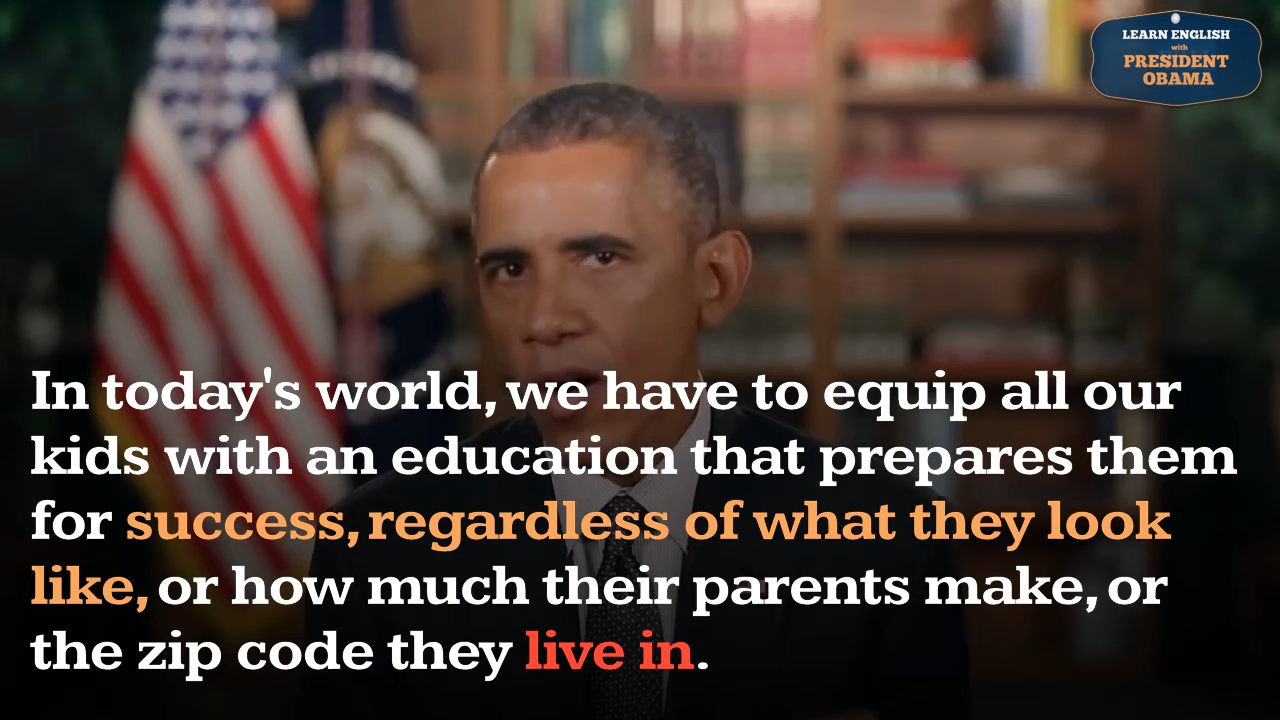 LEARN ENGLISH
with
PRESIDENT
OBAMA
In today's world, we have to equip all our
kids with an education that prepares them
for success, regardless of what they look
like, or how much their parents make, or
the zip code they live in.